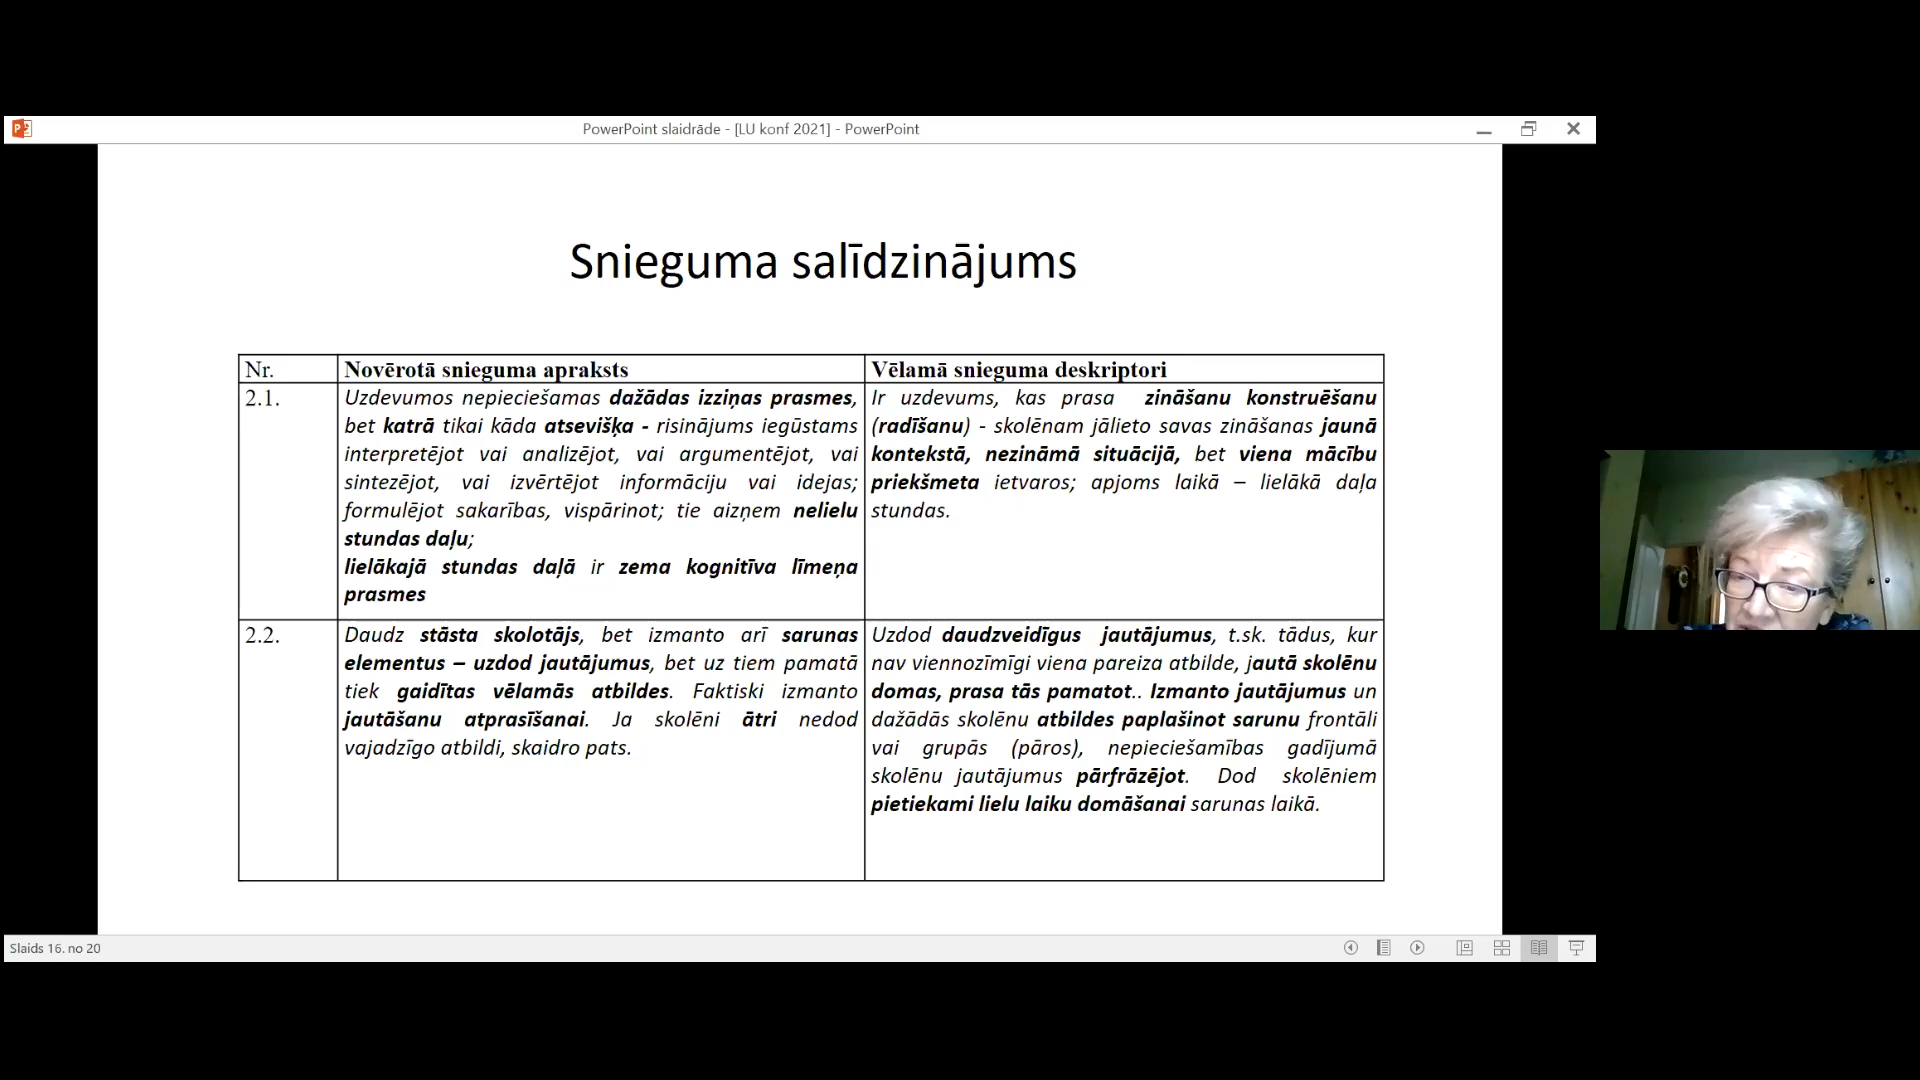 PowerPoint slaidrāde - [LU konf 2021] - PowerPoint
Snieguma salīdzinājums
Nr.
Novērotā snieguma apraksts
Vēlamā snieguma deskriptori
2.1.
Uzdevumos nepieciešamas dažādas izziņas prasmes,
bet katrā tikai kāda atsevišķa - risinājums iegūstams
interpretējot vai analizējot, vai argumentējot, vai
sintezējot, vai izvērtējot informāciju vai idejas;
formulējot sakarības, vispārinot; tie aizņem nelielu
stundas daļu;
lielākajā stundas daļā ir zema kognitīva līmeņa
prasmes
Ir uzdevums, kas prasa zināšanu konstruēšanu
(radīšanu) - skolēnam jālieto savas zināšanas jaunā
kontekstā, nezināmā situācijā, bet viena mācību
priekšmeta ietvaros; apjoms laikā – lielākā daļa
stundas.
2.2.
Daudz stāsta skolotājs, bet izmanto arī sarunas
elementus – uzdod jautājumus, bet uz tiem pamatā
tiek gaidītas vēlamās atbildes. Faktiski izmanto
jautāšanu atprasīšanai. Ja skolēni ātri nedod
vajadzīgo atbildi, skaidro pats.
Uzdod daudzveidīgus jautājumus, t.sk. tādus, kur
nav viennozīmīgi viena pareiza atbilde, jautā skolēnu
domas, prasa tās pamatot.. Izmanto jautājumus un
dažādās skolēnu atbildes paplašinot sarunu frontāli
vai grupās (pāros), nepieciešamības gadījumā
skolēnu jautājumus pārfrāzējot. Dod skolēniem
pietiekami lielu laiku domāšanai sarunas laikā.
Slaids 16. no 20